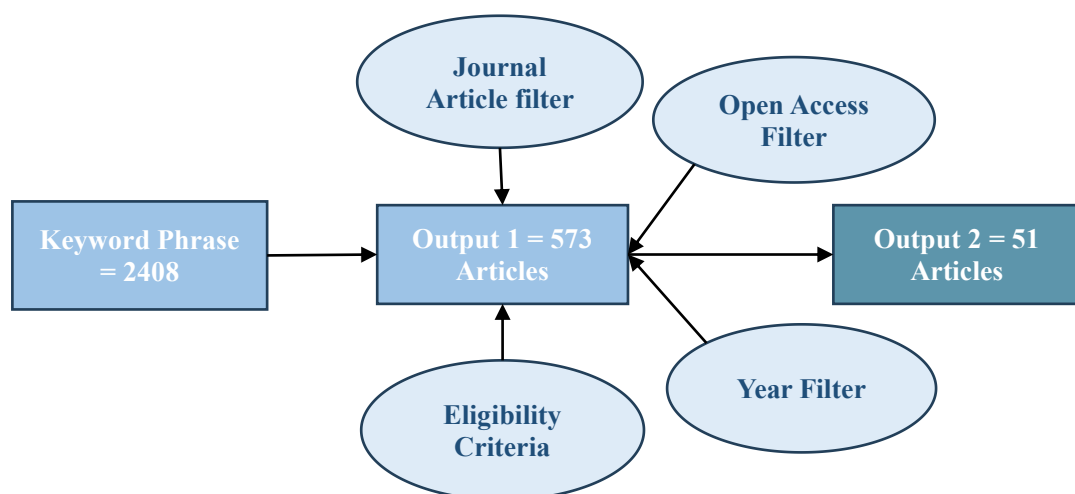 Journal
Article filter
Open Access
Filter
Keyword Phrase
= 2408
Output 1 = 573
Articles
Output 2 = 51
Articles
Eligibility
Criteria
Year Filter